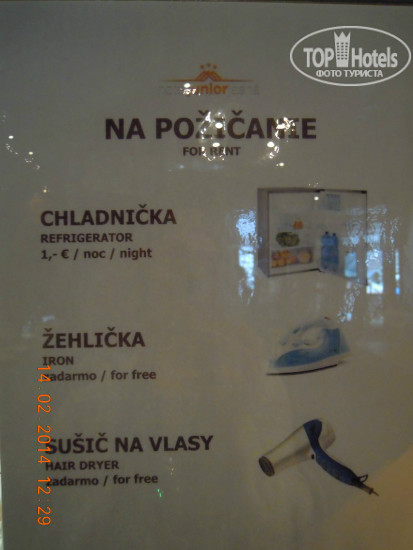 TOP Hotels
ФОТО ТУРИСТА
NA POŽIČANIE
FOR RENT
CHLADNIČKA
REFRIGERATOR
1,- € / noc / night
ŽEHLIČKA
IRON
zadarmo / for free
SUŠIČ NA VLASY
HAIR DRYER
zadarmo / for free
14.02.2014 12:29